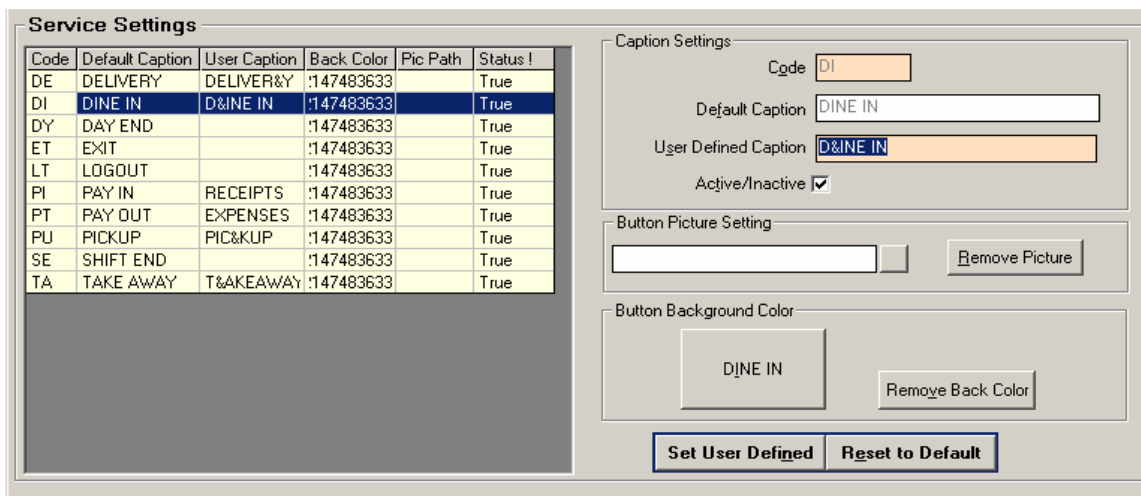 Service Settings
Code Default Caption User Caption Back Color Pic Path Status !
DE DELIVERY DELIVER&Y :147483633 True
DI DINE IN D&INE IN :147483633 True
DY DAY END :147483633 True
ET EXIT :147483633 True
LT LOGOUT :147483633 True
PI PAY IN RECEIPTS :147483633 True
PT PAY OUT EXPENSES :147483633 True
PU PICKUP PIC&KUP :147483633 True
SE SHIFT END :147483633 True
TA TAKE AWAY T&AKEAWAY :147483633 True
Caption Settings
Code DI
Default Caption DINE IN
User Defined Caption D&INE IN
Active/Inactive
Button Picture Setting
Remove Picture
Button Background Color
DINE IN
Remove Back Color
Set User Defined
Reset to Default